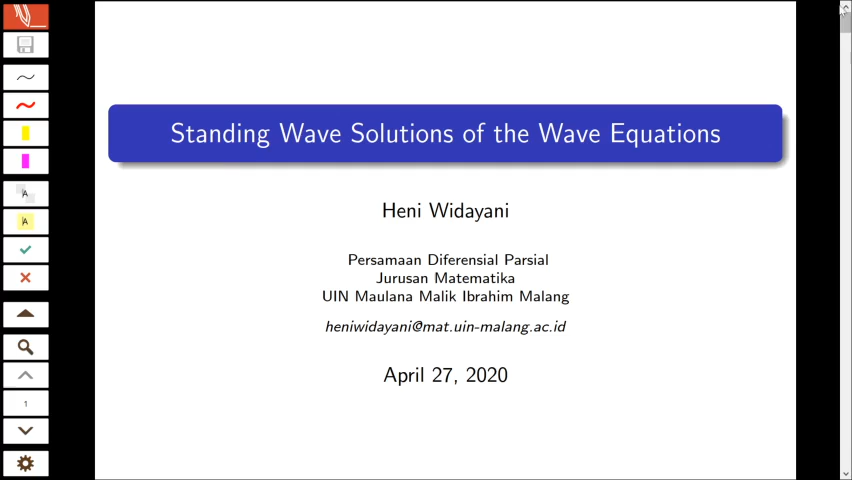 Standing Wave Solutions of the Wave Equations
Heni Widayani
Persamaan Diferensial Parsial
Jurusan Matematika
UIN Maulana Malik Ibrahim Malang
heniwidayani@mat.uin-malang.ac.id
April 27, 2020
A
A
1